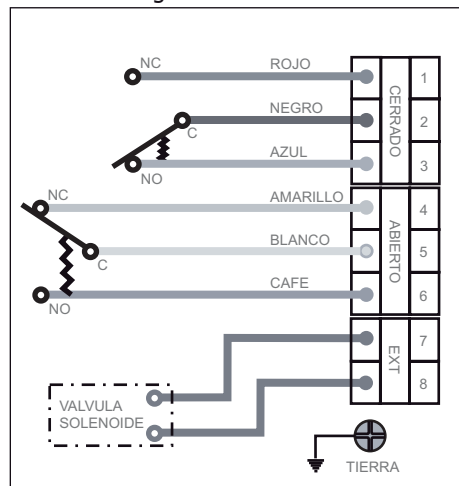 NC
ROJO
1
NEGRO
2
C
CERRADO
AZUL
3
NO
NC
AMARILLO
4
BLANCO
5
C
ABIERTO
CAFE
6
NO
7
EXT
8
VALVULA
SOLENOIDE
TIERRA